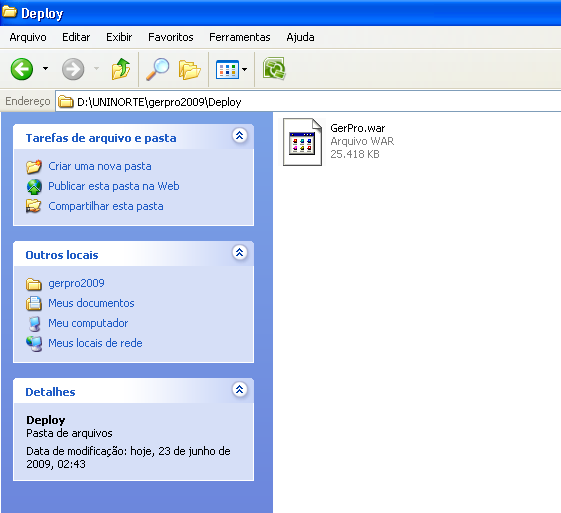 Deploy
Arquivo Editar Exibir Favoritos Ferramentas Ajuda
Endereço D:\UNINORTE\gerpro2009\Deploy
Tarefas de arquivo e pasta
Criar uma nova pasta
Publicar esta pasta na Web
Compartilhar esta pasta
Outros locais
gerpro2009
Meus documentos
Meu computador
Meus locais de rede
Detalhes
Deploy
Pasta de arquivos
Data de modificação: hoje, 23 de junho de
2009, 02:43
GerPro.war
Arquivo WAR
25.418 KB